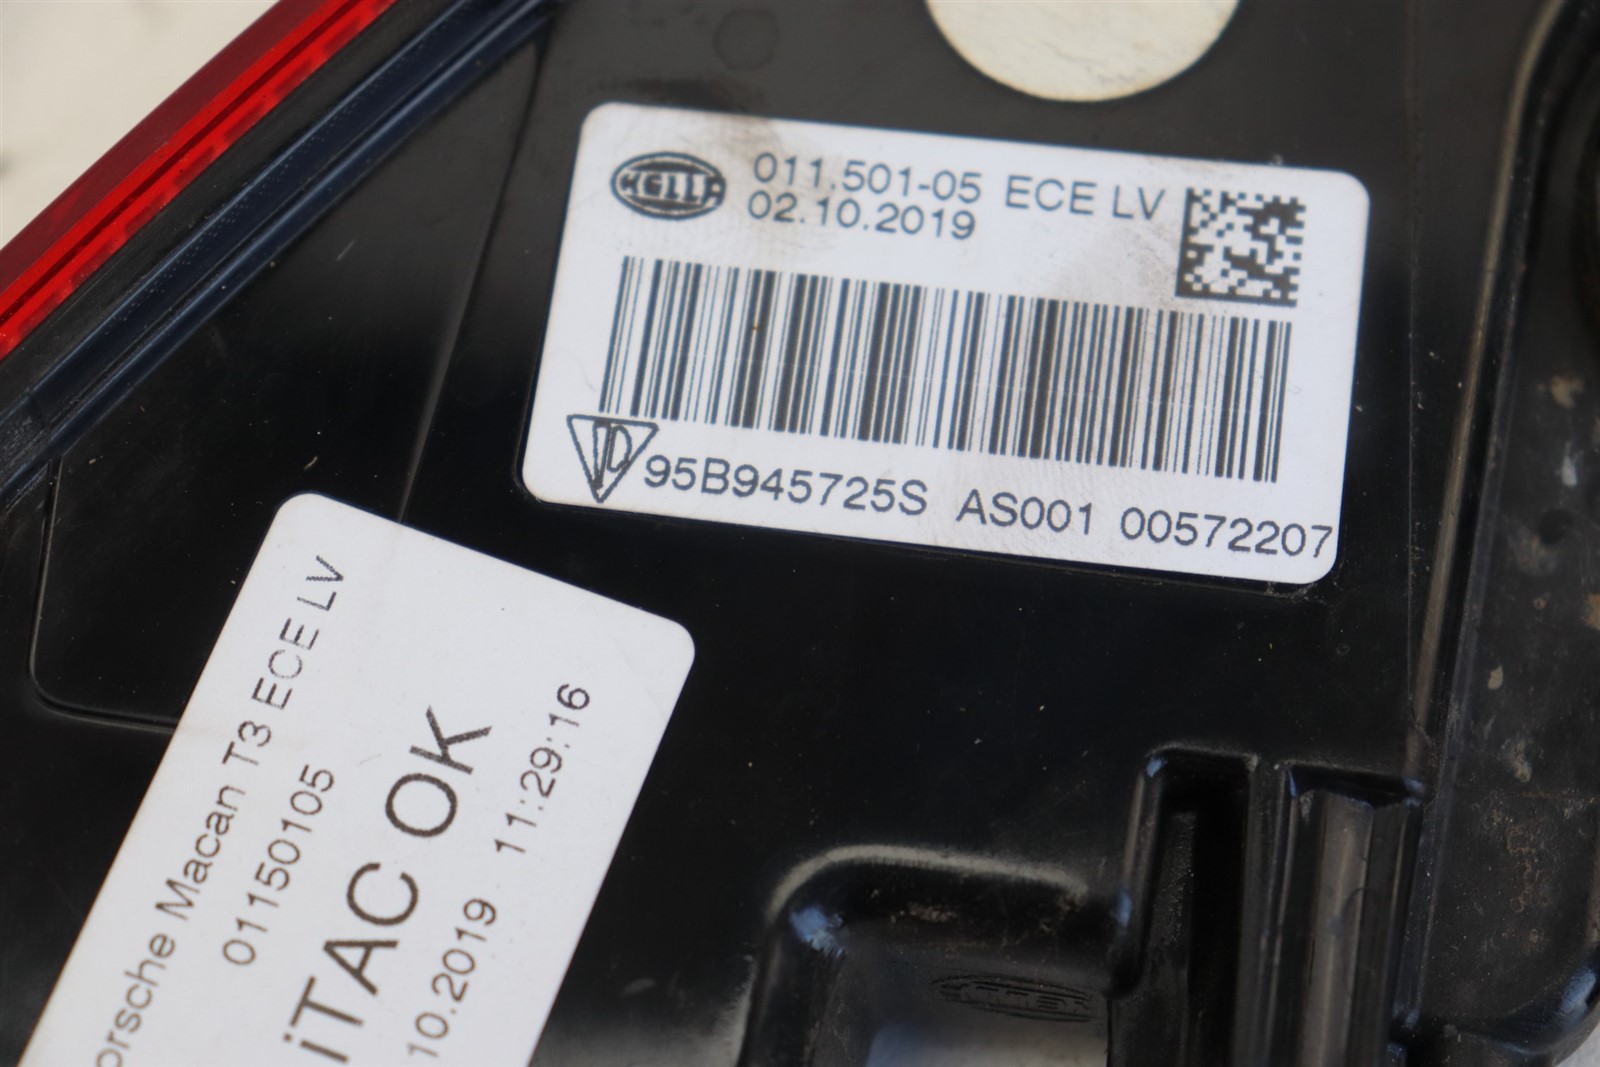 HELLA
011.501-05 ECE LV
02.10.2019
95B945725S AS001 00572207
orsche Macan T3 ECE LV
01150105
iTAC OK
10.2019 11:29:16